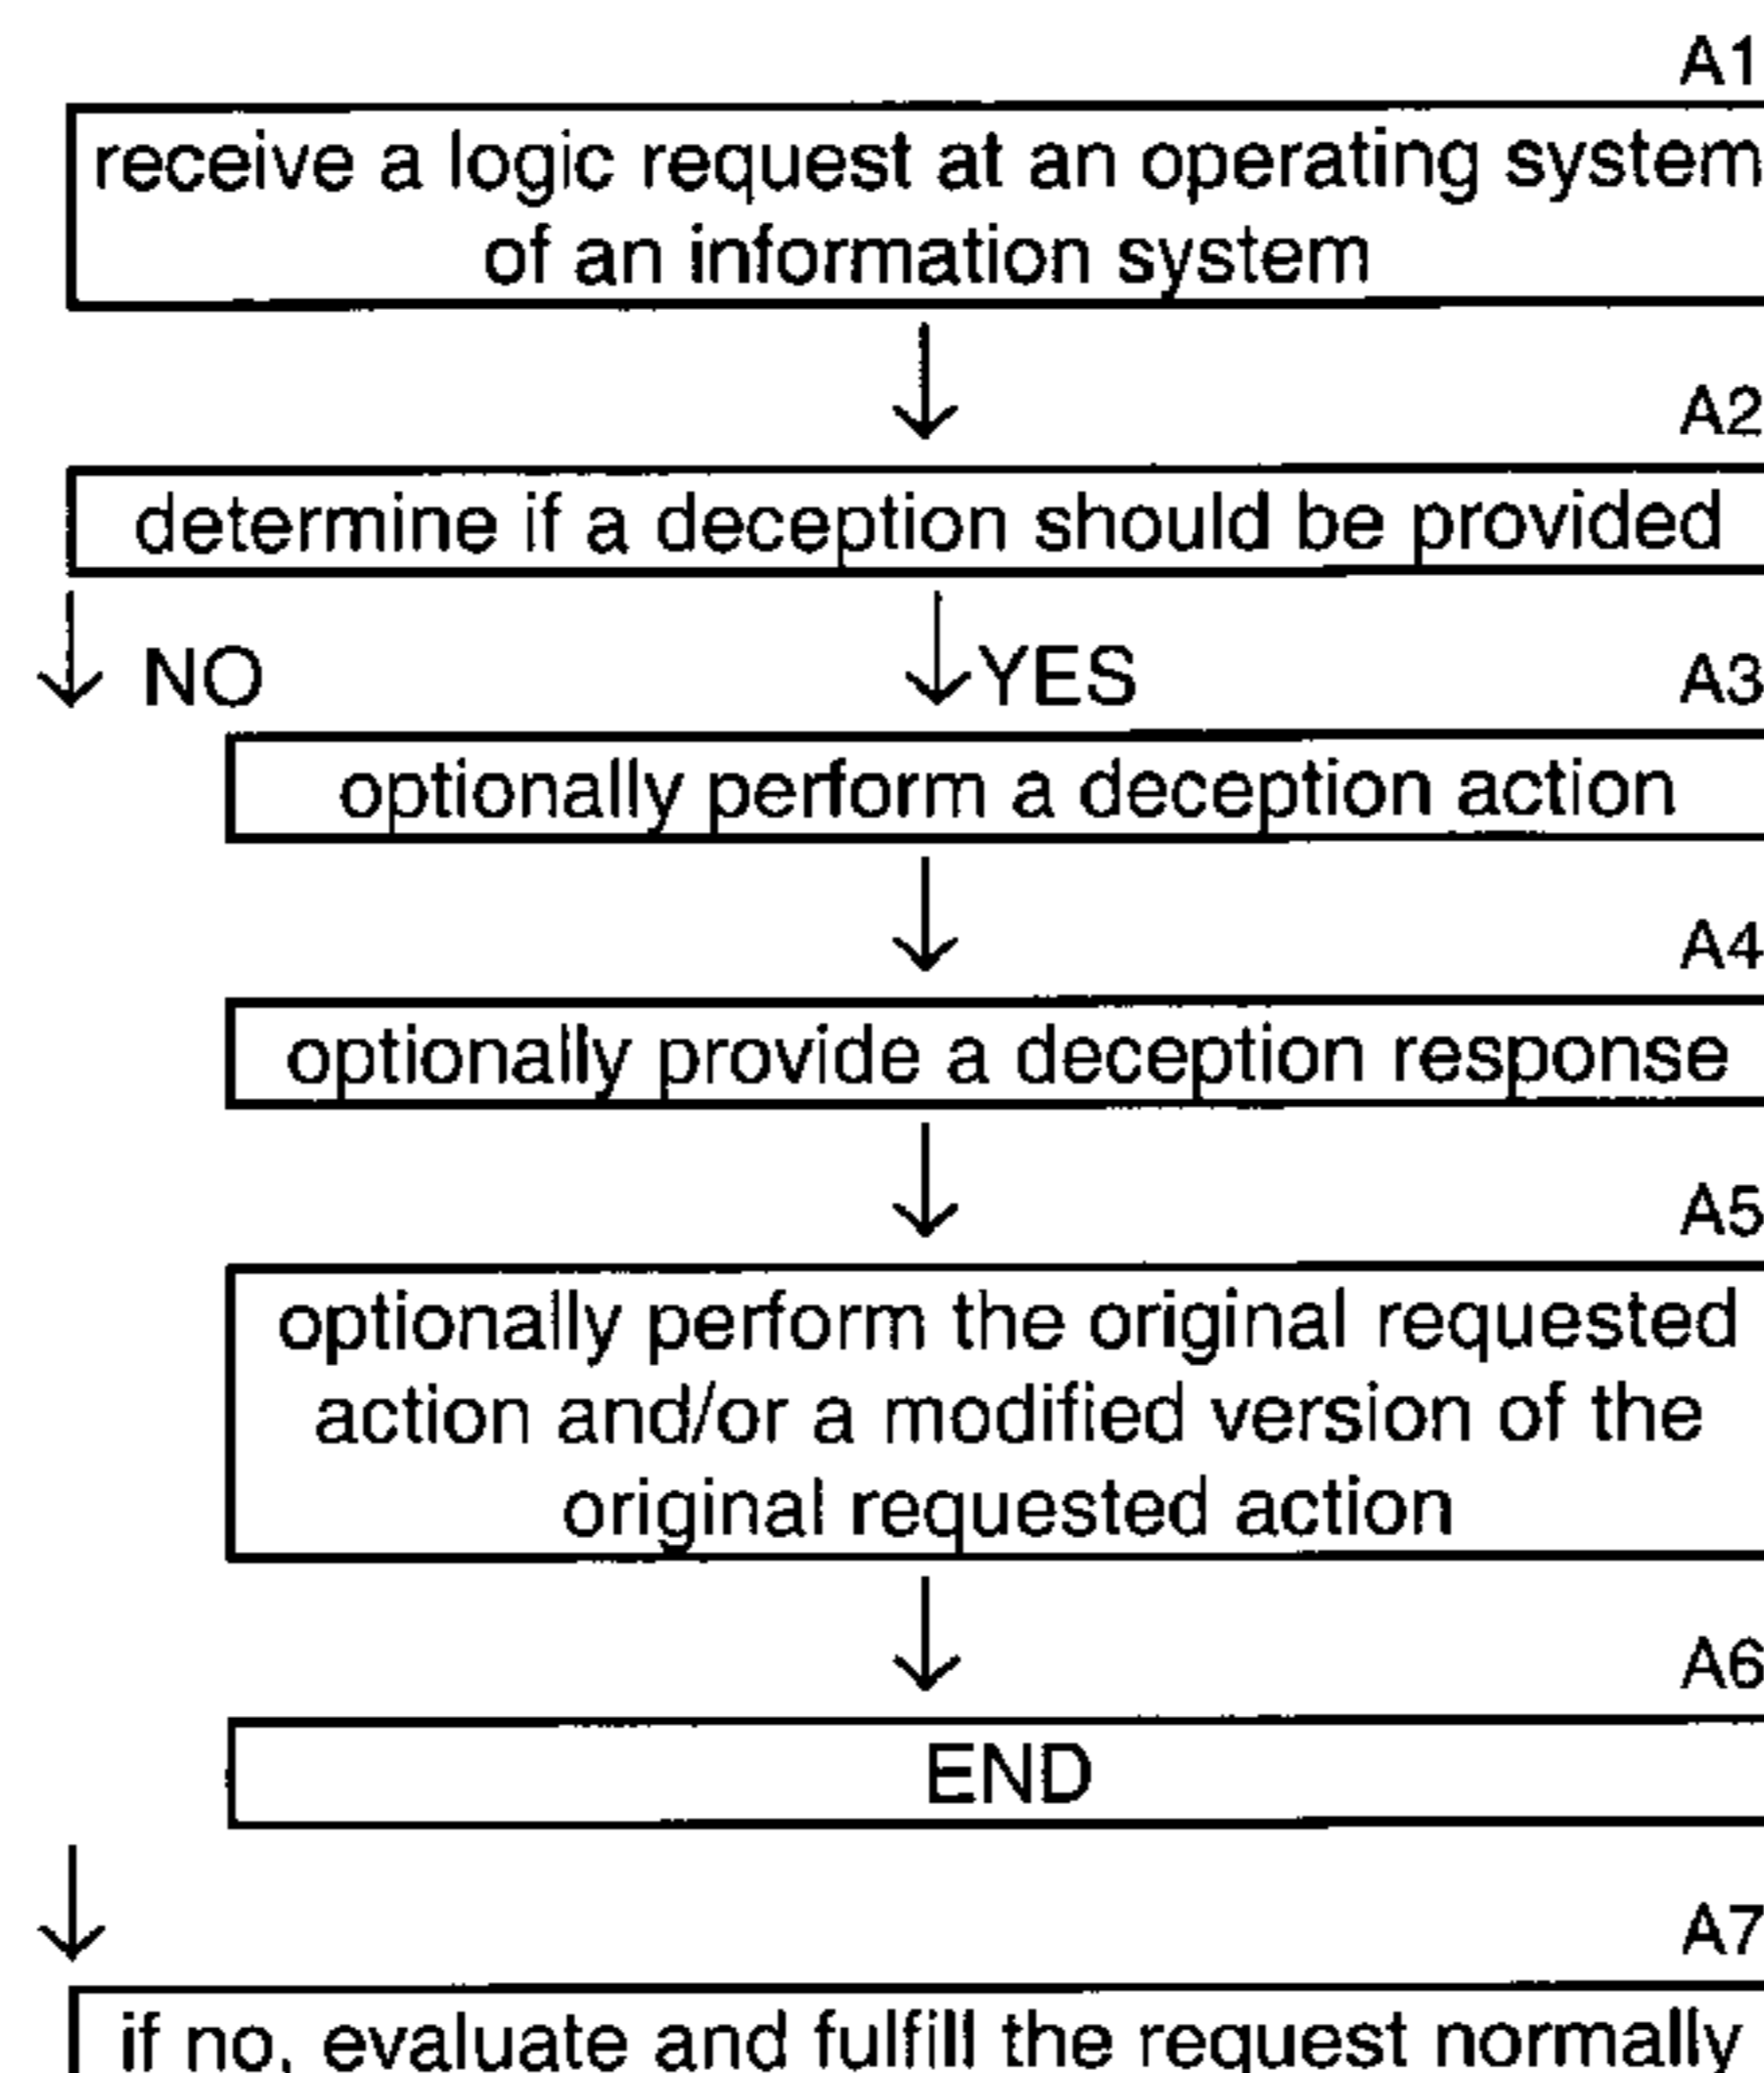 A1
receive a logic request at an operating system
of an information system
A2
determine if a deception should be provided
NO
YES
A3
optionally perform a deception action
A4
optionally provide a deception response
A5
optionally perform the original requested
action and/or a modified version of the
original requested action
A6
END
A7
if no, evaluate and fulfill the request normally